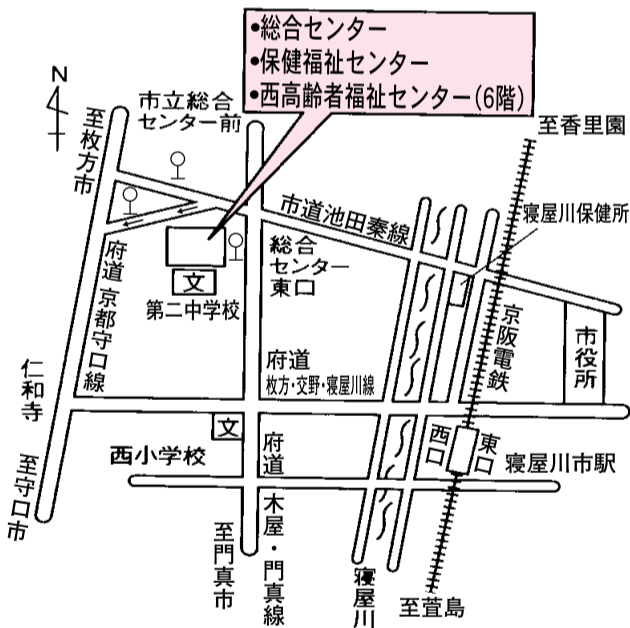 •総合センター
•保健福祉センター
•西高齢者福祉センター(6階)
N
市立総合
センター前
至枚方市
至香里園
市道池田秦線
寝屋川保健所
総合
センター
東口
文
第二中学校
府道 京都守口線
京阪電鉄
市役所
府道
枚方・交野・寝屋川線
仁和寺
文
西小学校
府道 木屋・門真線
西口
東口
寝屋川市駅
至守口市
至門真市
寝屋川
至萱島